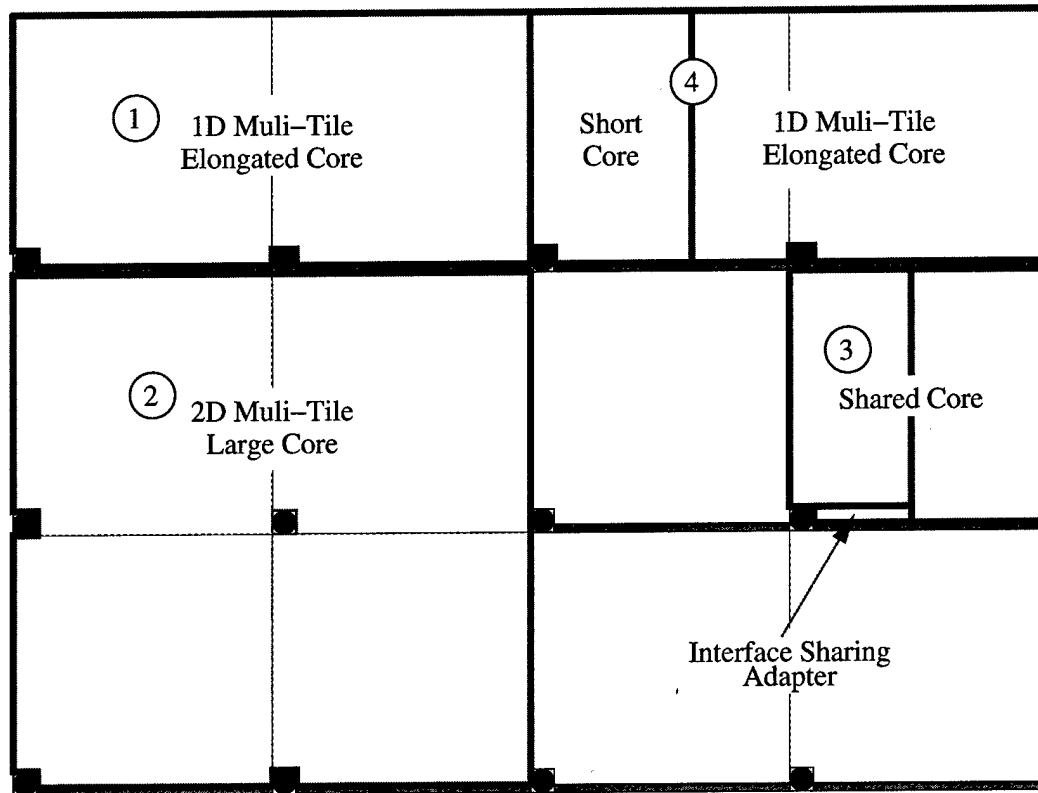 1
1D Muli–Tile
Elongated Core
Short
Core
4
1D Muli–Tile
Elongated Core
2
2D Muli–Tile
Large Core
3
Shared Core
Interface Sharing
Adapter